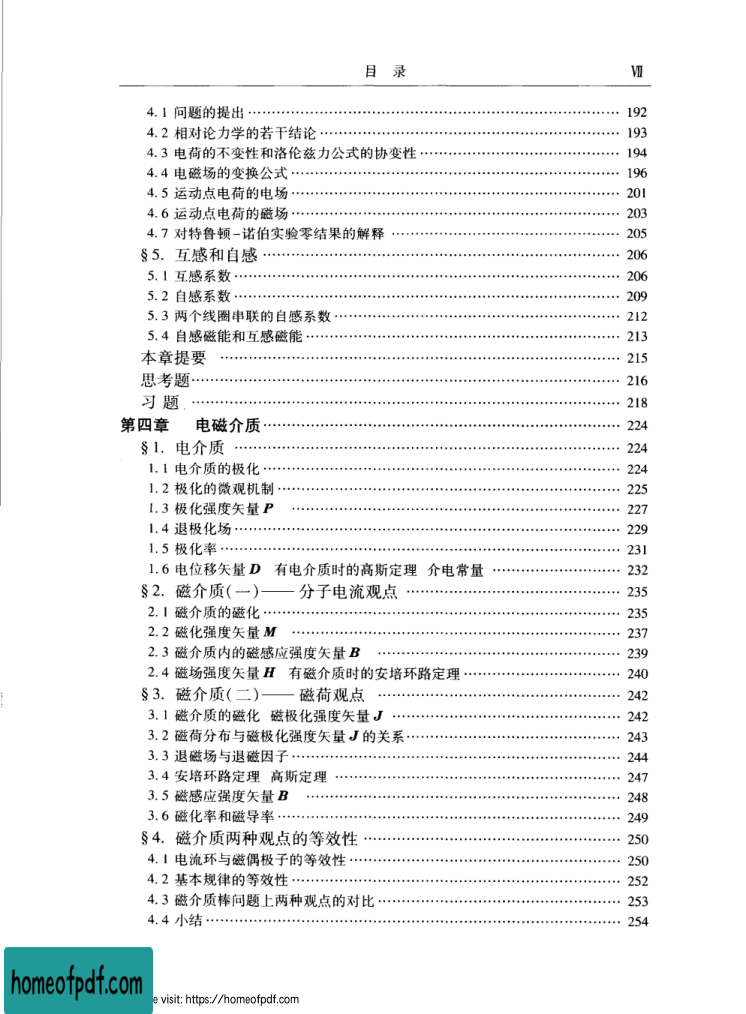 目 录 Ⅶ
4.1 问题的提出 …… 192
4.2 相对论力学的若干结论 …… 193
4.3 电荷的不变性和洛伦兹力公式的协变性 …… 194
4.4 电磁场的变换公式 …… 196
4.5 运动点电荷的电场 …… 201
4.6 运动点电荷的磁场 …… 203
4.7 对特鲁顿-诺伯实验零结果的解释 …… 205
§5. 互感和自感 …… 206
5.1 互感系数 …… 206
5.2 自感系数 …… 209
5.3 两个线圈串联的自感系数 …… 212
5.4 自感磁能和互感磁能 …… 213
本章提要 …… 215
思考题 …… 216
习 题 …… 218
第四章 电磁介质 …… 224
§1. 电介质 …… 224
1.1 电介质的极化 …… 224
1.2 极化的微观机制 …… 225
1.3 极化强度矢量P …… 227
1.4 退极化场 …… 229
1.5 极化率 …… 231
1.6 电位移矢量D 有电介质时的高斯定理 介电常量 …… 232
§2. 磁介质(一)——分子电流观点 …… 235
2.1 磁介质的磁化 …… 235
2.2 磁化强度矢量M …… 237
2.3 磁介质内的磁感应强度矢量B …… 239
2.4 磁场强度矢量H 有磁介质时的安培环路定理 …… 240
§3. 磁介质(二)——磁荷观点 …… 242
3.1 磁介质的磁化 磁极化强度矢量J …… 242
3.2 磁荷分布与磁极化强度矢量J的关系 …… 243
3.3 退磁场与退磁因子 …… 244
3.4 安培环路定理 高斯定理 …… 247
3.5 磁感应强度矢量B …… 248
3.6 磁化率和磁导率 …… 249
§4. 磁介质两种观点的等效性 …… 250
4.1 电流环与磁偶极子的等效性 …… 250
4.2 基本规律的等效性 …… 252
4.3 磁介质棒问题上两种观点的对比 …… 253
4.4 小结 …… 254
homeofpdf.com
e visit: https://homeofpdf.com